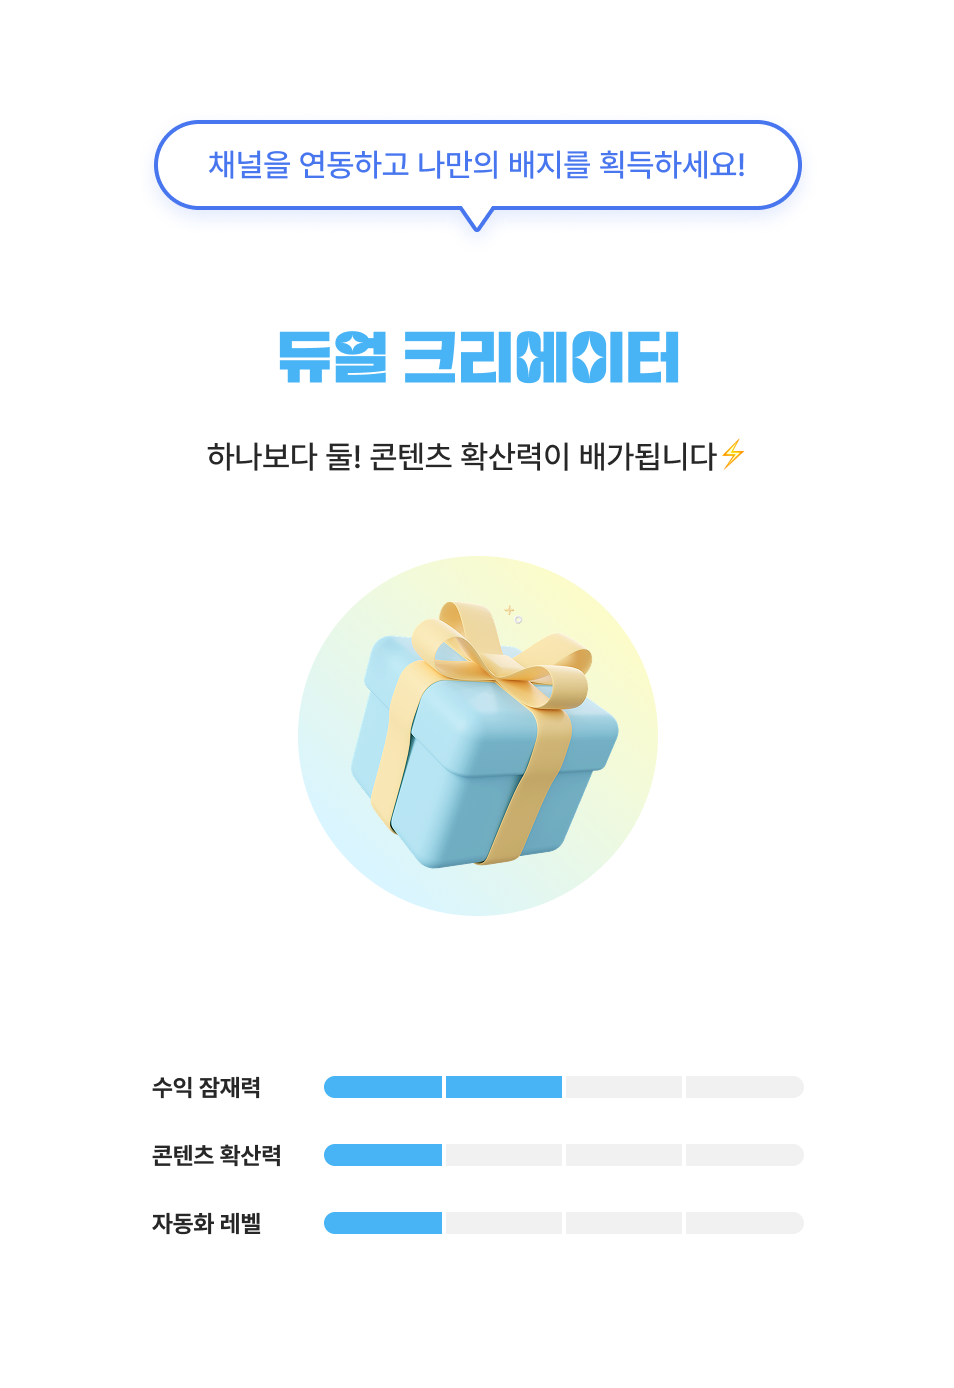 채널을 연동하고 나만의 배지를 획득하세요!
듀얼 크리에이터
하나보다 둘! 콘텐츠 확산력이 배가됩니다⚡
수익 잠재력
콘텐츠 확산력
자동화 레벨